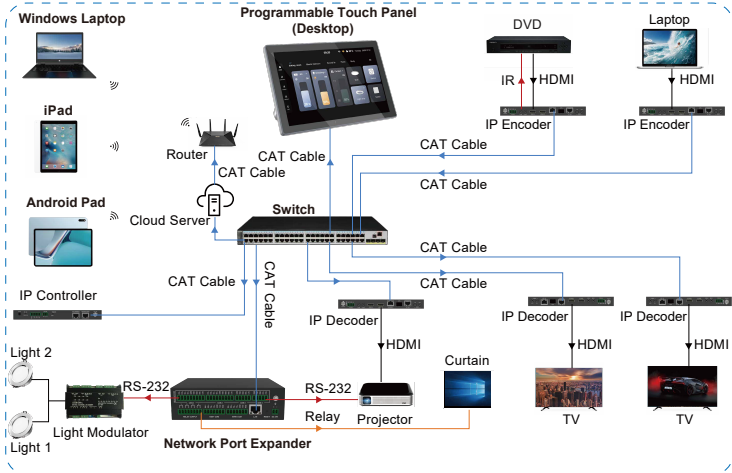 Windows Laptop
Programmable Touch Panel
(Desktop)
DVD
Laptop
IR
HDMI
HDMI
iPad
IP Encoder
IP Encoder
Router
CAT Cable
CAT Cable
CAT Cable
CAT Cable
Android Pad
Cloud Server
Switch
CAT Cable
CAT Cable
CAT Cable
CAT Cable
IP Controller
IP Decoder
IP Decoder
IP Decoder
HDMI
HDMI
HDMI
Light 2
Curtain
RS-232
RS-232
Relay
Light 1
Light Modulator
Network Port Expander
Projector
TV
TV